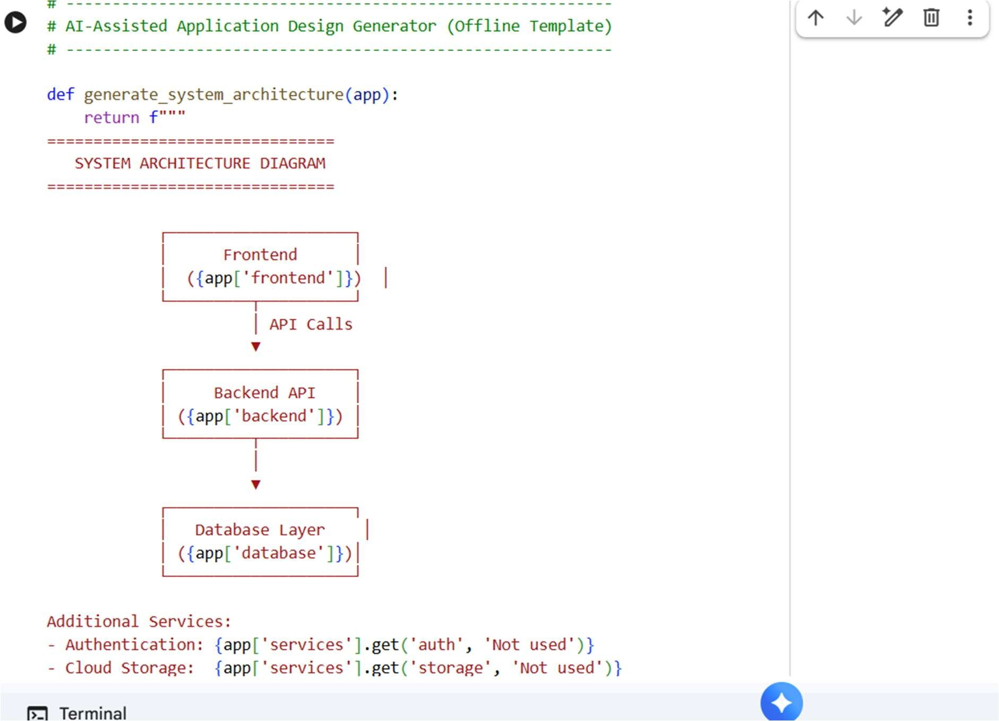 # -----------------------------------------------------------
# AI-Assisted Application Design Generator (Offline Template)
# -----------------------------------------------------------
def generate_system_architecture(app):
    return f"""
===============================
   SYSTEM ARCHITECTURE DIAGRAM
===============================
            ┌────────────────────┐
            │      Frontend      │
            │  ({app['frontend']})  │
            └─────────┬──────────┘
                      │ API Calls
                      ▼
            ┌────────────────────┐
            │     Backend API    │
            │ ({app['backend']}) │
            └─────────┬──────────┘
                      │
                      ▼
            ┌────────────────────┐
            │   Database Layer    │
            │ ({app['database']})│
            └────────────────────┘
Additional Services:
- Authentication: {app['services'].get('auth', 'Not used')}
- Cloud Storage:  {app['services'].get('storage', 'Not used')}
Terminal